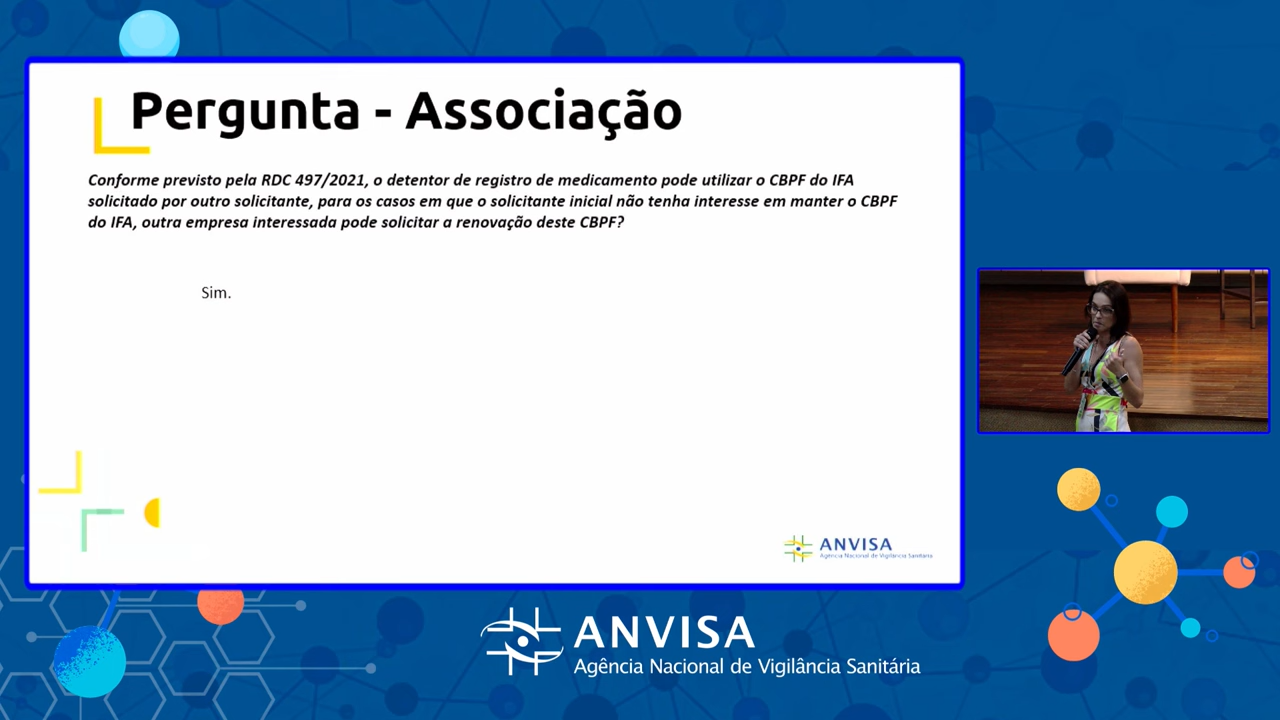 Pergunta - Associação
Conforme previsto pela RDC 497/2021, o detentor de registro de medicamento pode utilizar o CBPF do IFA
solicitado por outro solicitante, para os casos em que o solicitante inicial não tenha interesse em manter o CBPF
do IFA, outra empresa interessada pode solicitar a renovação deste CBPF?
Sim.
ANVISA
Agência Nacional de Vigilância Sanitária
ANVISA
Agência Nacional de Vigilância Sanitária